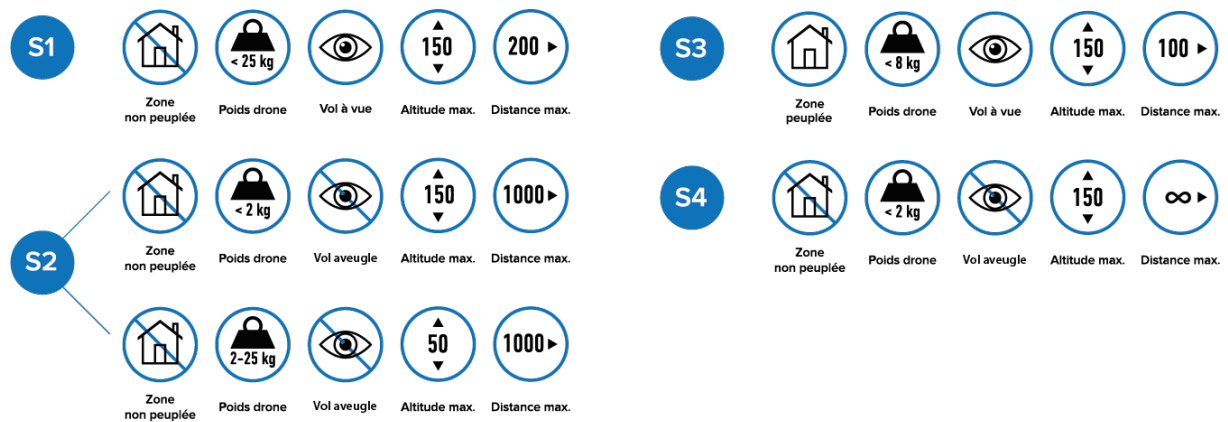 S1
< 25 kg
150
200
Zone
non peuplée
Poids drone
Vol à vue
Altitude max.
Distance max.
S2
< 2 kg
150
1000
Zone
non peuplée
Poids drone
Vol aveugle
Altitude max.
Distance max.
2-25 kg
50
1000
Zone
non peuplée
Poids drone
Vol aveugle
Altitude max.
Distance max.
S3
< 8 kg
150
100
Zone
peuplée
Poids drone
Vol à vue
Altitude max.
Distance max.
S4
< 2 kg
150
∞
Zone
non peuplée
Poids drone
Vol aveugle
Altitude max.
Distance max.